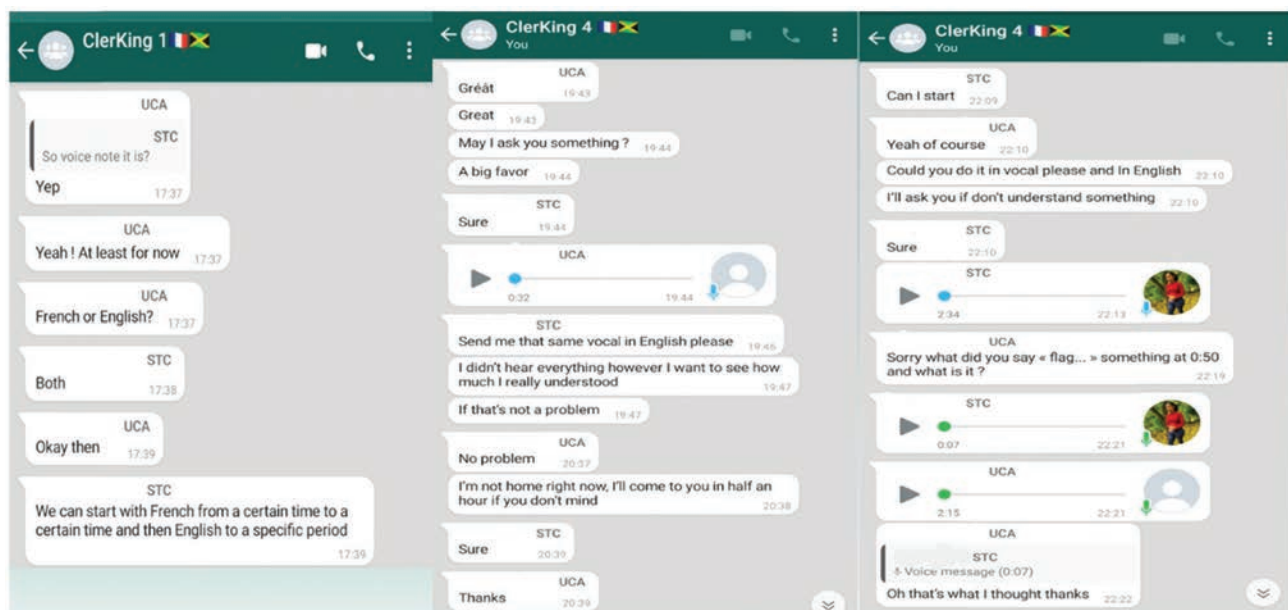 ClerKing 1
UCA
STC
So voice note it is?
Yep 17:37
UCA
Yeah ! At least for now 17:37
UCA
French or English? 17:37
STC
Both 17:38
UCA
Okay then 17:39
STC
We can start with French from a certain time to a
certain time and then English to a specific period
17:39
ClerKing 4
You
UCA
Gréât 19:43
Great 19:43
May I ask you something ? 19:44
A big favor 19:44
STC
Sure 19:44
UCA
0:32 19:44
STC
Send me that same vocal in English please 19:46
I didn't hear everything however I want to see how
much I really understood 19:47
If that's not a problem 19:47
UCA
No problem 20:37
I'm not home right now, I'll come to you in half an
hour if you don't mind 20:38
STC
Sure 20:39
UCA
Thanks 20:39
ClerKing 4
You
STC
Can I start 22:09
UCA
Yeah of course 22:10
Could you do it in vocal please and In English 22:10
I'll ask you if don't understand something 22:10
STC
Sure 22:10
STC
2:34 22:13
UCA
Sorry what did you say « flag... » something at 0:50
and what is it ? 22:19
STC
0:07 22:21
UCA
2:15 22:21
UCA
STC
Voice message (0:07)
Oh that's what I thought thanks 22:22